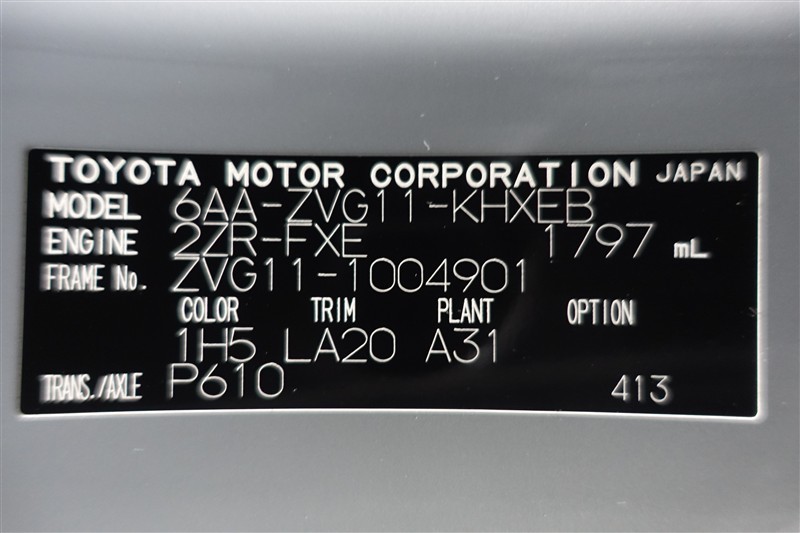 TOYOTA MOTOR CORPORATION JAPAN
MODEL 6AA-ZVG11-KHXEB
ENGINE 2ZR-FXE 1797 mL
FRAME No. ZVG11-1004901
COLOR TRIM PLANT OPTION
1H5 LA20 A31
TRANS./AXLE P610 413